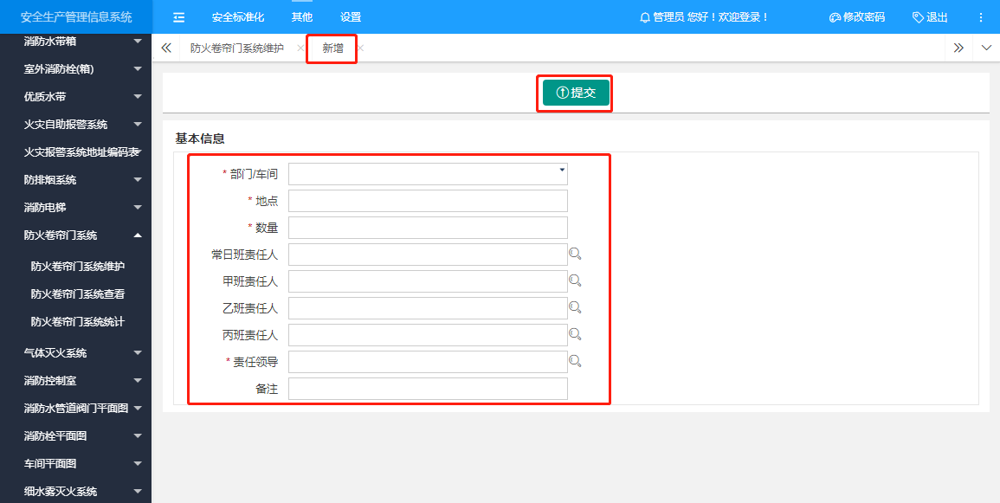 安全生产管理信息系统
安全标准化 其他 设置
管理员 您好！欢迎登录！ 修改密码 退出
防火卷帘门系统维护 × 新增 ×
消防水带箱
室外消防栓(箱)
优质水带
火灾自助报警系统
火灾报警系统地址编码表
防排烟系统
消防电梯
防火卷帘门系统
防火卷帘门系统维护
防火卷帘门系统查看
防火卷帘门系统统计
气体灭火系统
消防控制室
消防水管道阀门平面图
消防栓平面图
车间平面图
细水雾灭火系统
提交
基本信息
* 部门/车间
* 地点
* 数量
常日班责任人
甲班责任人
乙班责任人
丙班责任人
* 责任领导
备注